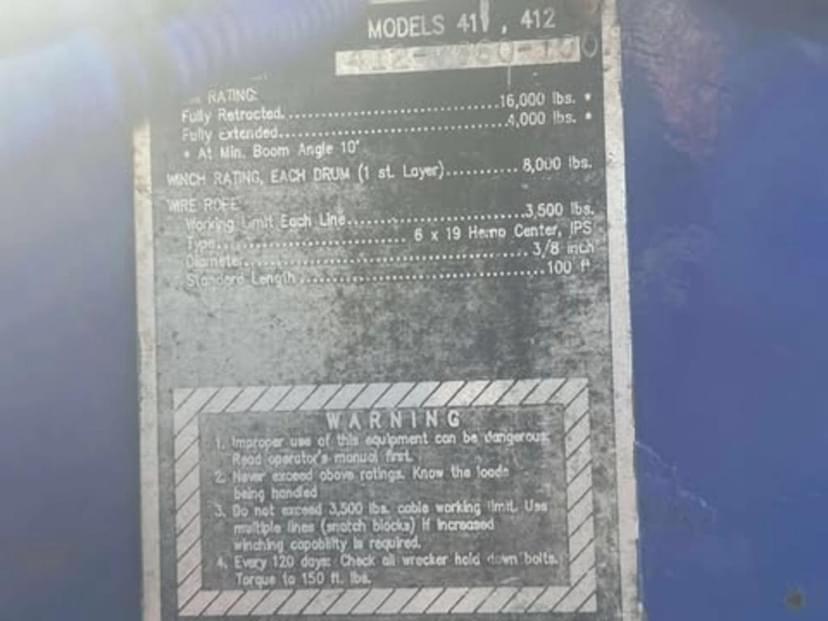 MODELS 411, 412
RATING:
Fully Retracted..............................16,000 lbs. *
Fully Extended..............................4,000 lbs. *
* At Min. Boom Angle 10°
WINCH RATING, EACH DRUM (1 st. Layer)........... 8,000 lbs.
WIRE ROPE
Working Limit Each Line.........................3,500 lbs.
Type............................ 6 x 19 Hemp Center, IPS
Diameter........................................ 3/8 inch
Standard Length...................................100 ft
WARNING
1. Improper use of this equipment can be dangerous.
Read operator's manual first.
2. Never exceed above ratings. Know the loads
being handled
3. Do not exceed 3,500 lbs. cable working limit. Use
multiple lines (snatch blocks) if increased
winching capability is required.
4. Every 120 days: Check all wrecker hold down bolts.
Torque to 150 ft. lbs.